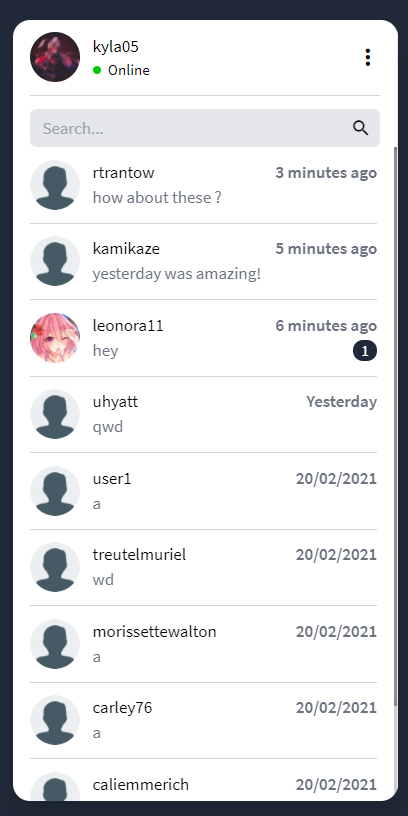 kyla05
Online
Search...
rtrantow 3 minutes ago
how about these ?
kamikaze 5 minutes ago
yesterday was amazing!
leonora11 6 minutes ago
hey 1
uhyatt Yesterday
qwd
user1 20/02/2021
a
treutelmuriel 20/02/2021
wd
morissettewalton 20/02/2021
a
carley76 20/02/2021
a
caliemmerich 20/02/2021